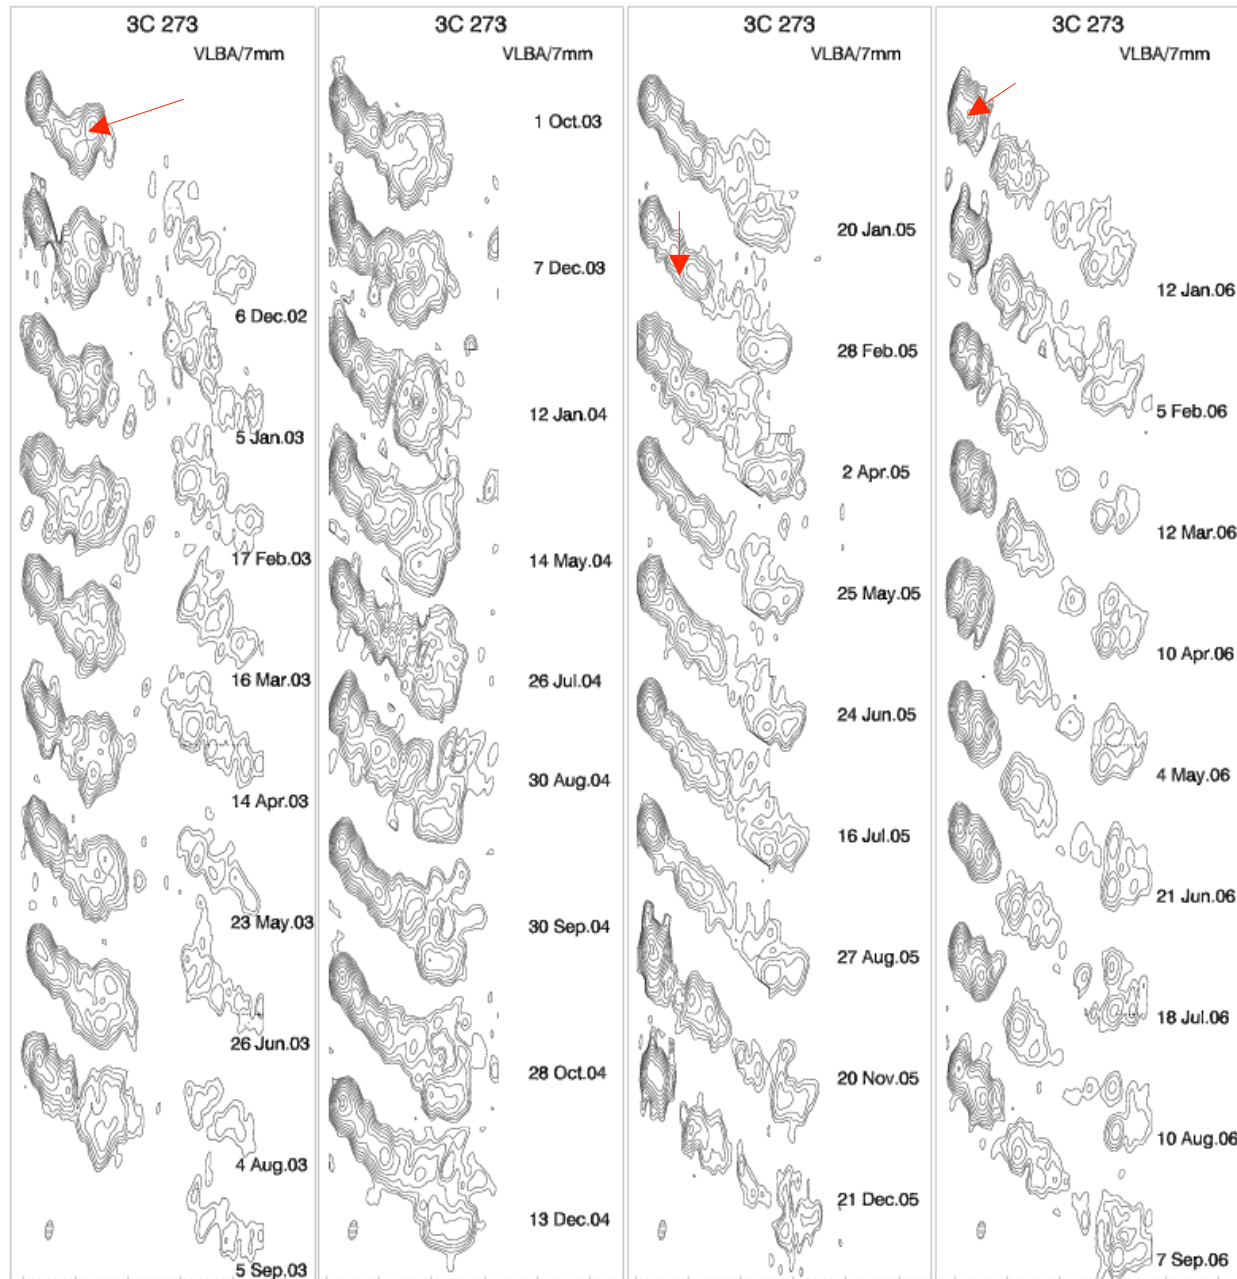 3C 273
VLBA/7mm
6 Dec.02
5 Jan.03
17 Feb.03
16 Mar.03
14 Apr.03
23 May.03
26 Jun.03
4 Aug.03
5 Sep.03
3C 273
VLBA/7mm
1 Oct.03
7 Dec.03
12 Jan.04
14 May.04
26 Jul.04
30 Aug.04
30 Sep.04
28 Oct.04
13 Dec.04
3C 273
VLBA/7mm
20 Jan.05
28 Feb.05
2 Apr.05
25 May.05
24 Jun.05
16 Jul.05
27 Aug.05
20 Nov.05
21 Dec.05
3C 273
VLBA/7mm
12 Jan.06
5 Feb.06
12 Mar.06
10 Apr.06
4 May.06
21 Jun.06
18 Jul.06
10 Aug.06
7 Sep.06